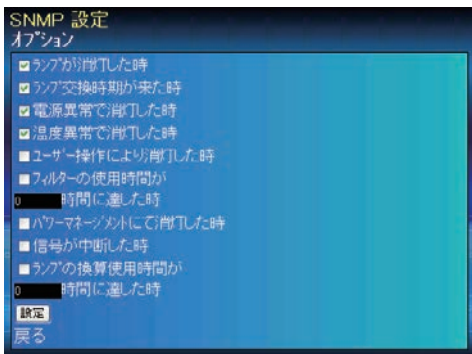 SNMP 設定
オプション
ランプが消灯した時
ランプ交換時期が来た時
電源異常で消灯した時
温度異常で消灯した時
ユーザー操作により消灯した時
フィルターの使用時間が
0 時間に達した時
パワーマネージメントにて消灯した時
信号が中断した時
ランプの換算使用時間が
0 時間に達した時
設定
戻る